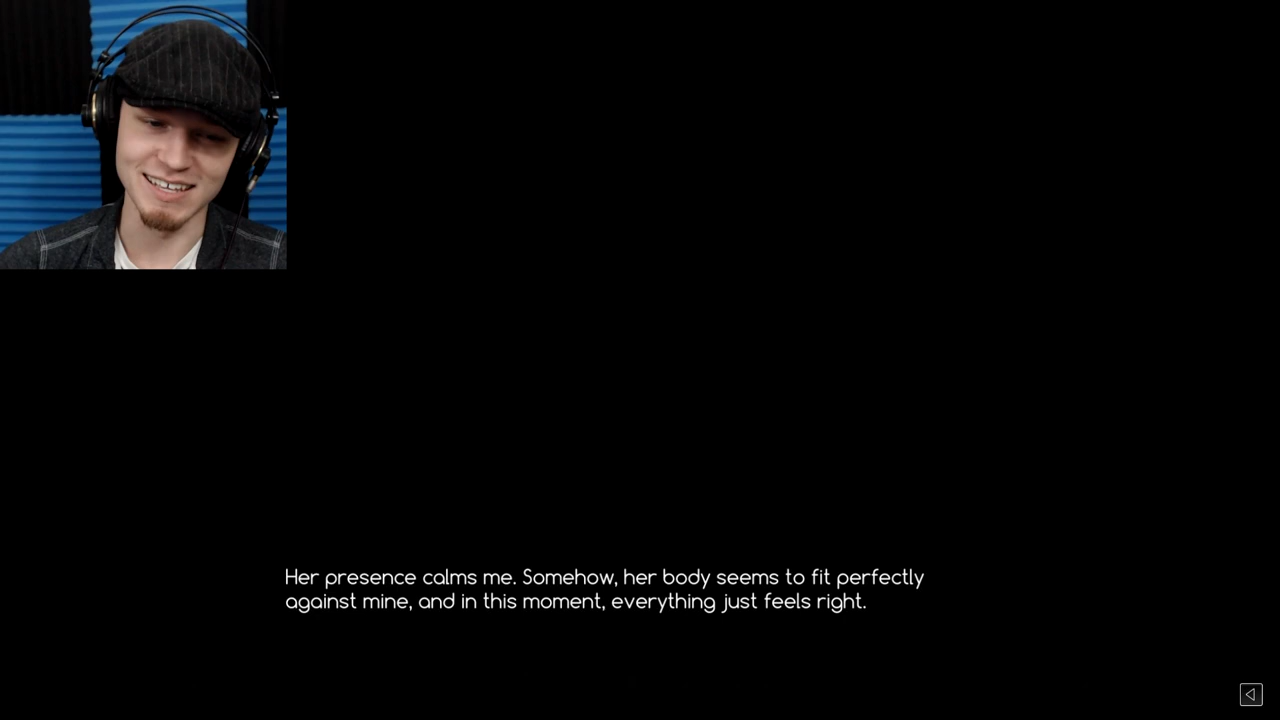 Her presence calms me. Somehow, her body seems to fit perfectly
against mine, and in this moment, everything just feels right.